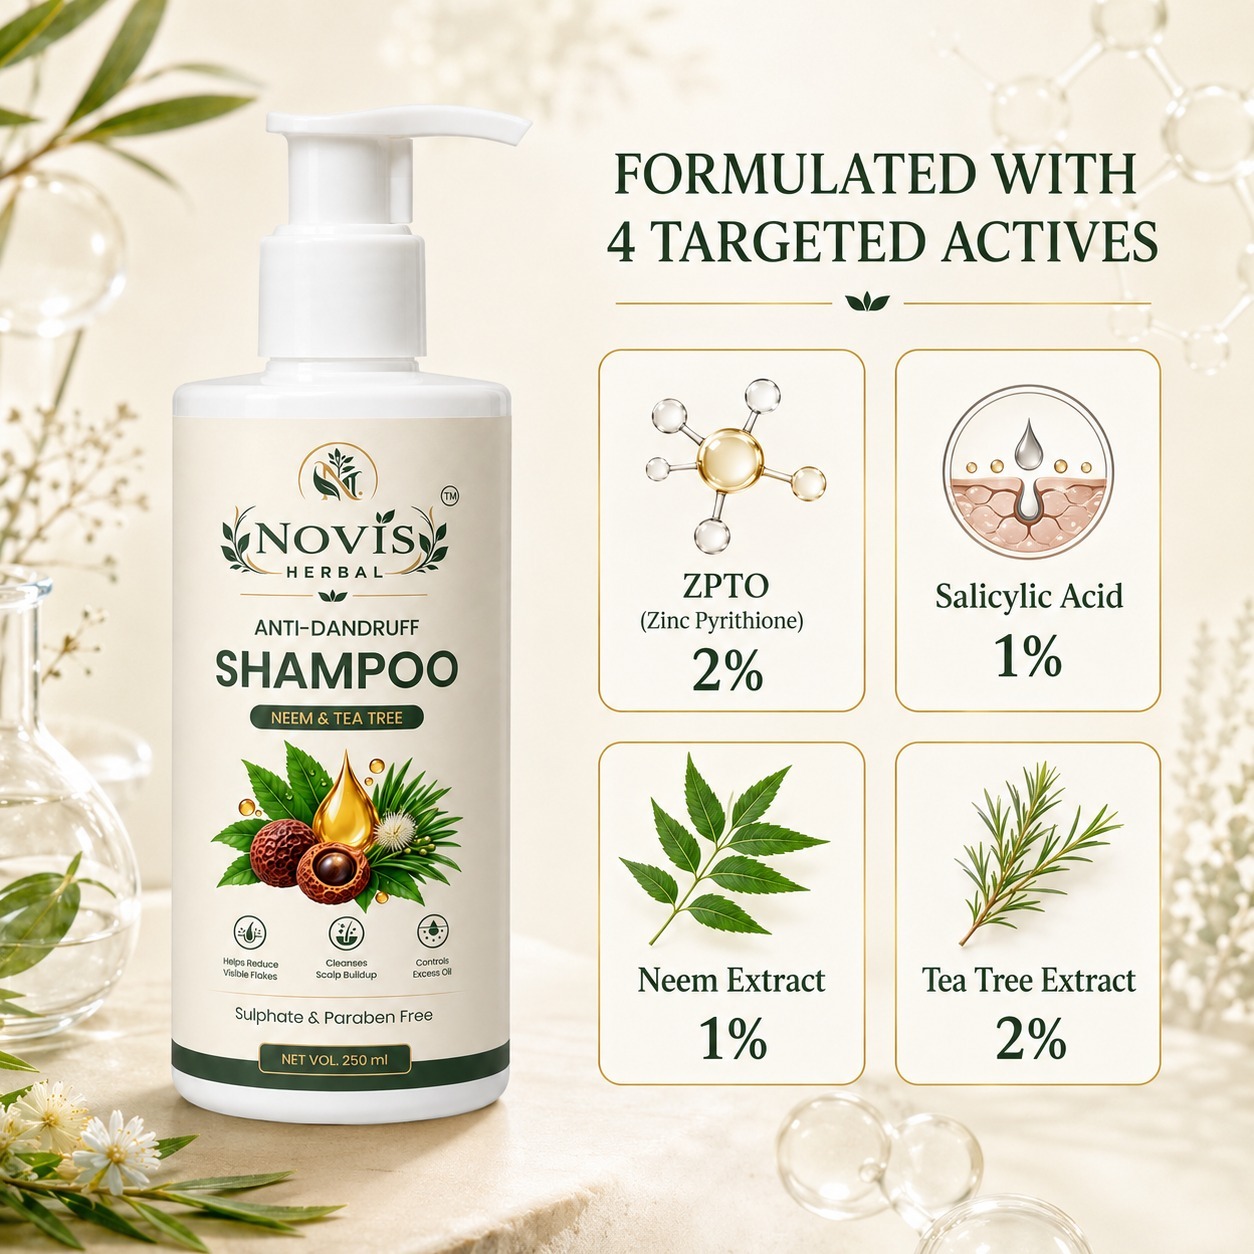 NOVIS
TM
HERBAL
ANTI-DANDRUFF
SHAMPOO
NEEM & TEA TREE
Helps Reduce
Visible Flakes
Cleanses
Scalp Buildup
Controls
Excess Oil
Sulphate & Paraben Free
NET VOL. 250 ml
FORMULATED WITH
4 TARGETED ACTIVES
ZPTO
(Zinc Pyrithione)
2%
Salicylic Acid
1%
Neem Extract
1%
Tea Tree Extract
2%